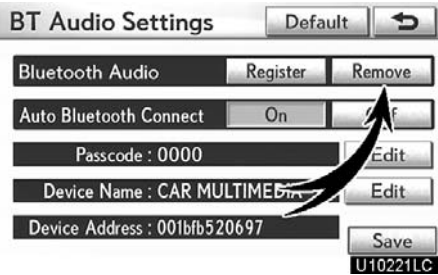 BT Audio Settings Default
Bluetooth Audio Register Remove
Auto Bluetooth Connect On
Passcode : 0000 Edit
Device Name : CAR MULTIMEDIA Edit
Device Address : 001bfb520697
Save
U10221LC